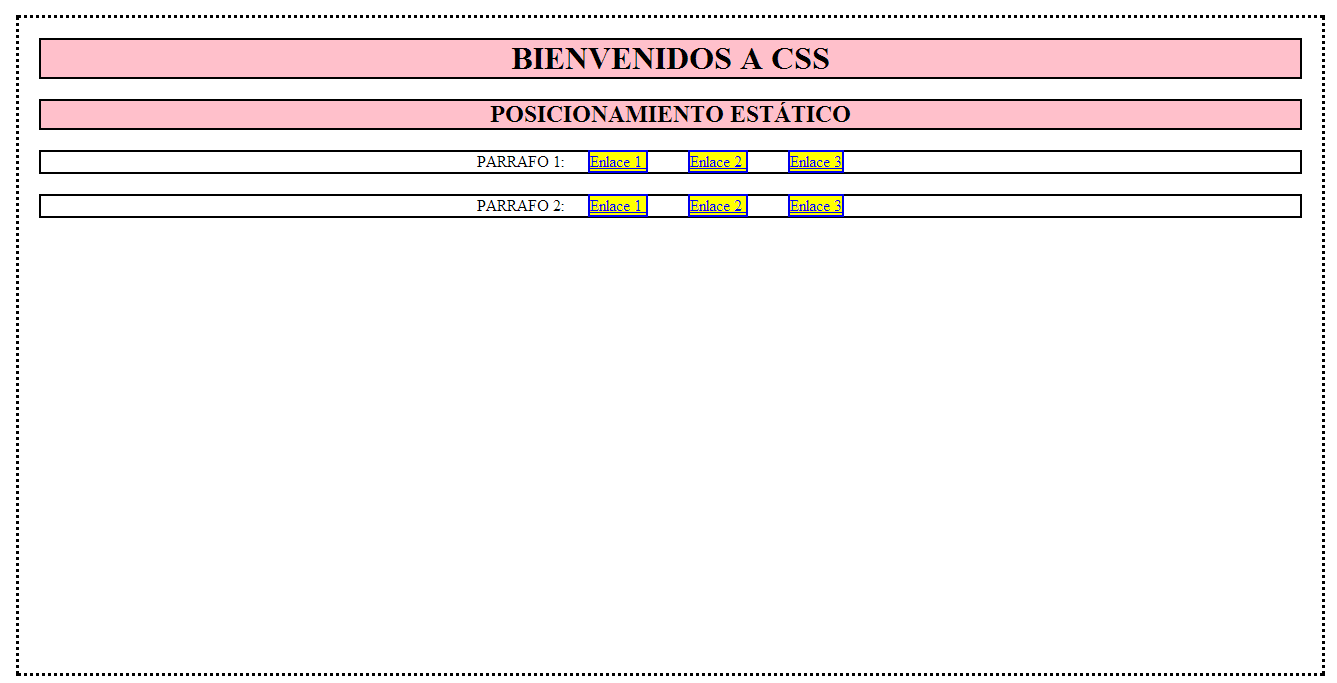 BIENVENIDOS A CSS
POSICIONAMIENTO ESTÁTICO
PARRAFO 1: Enlace 1 Enlace 2 Enlace 3
PARRAFO 2: Enlace 1 Enlace 2 Enlace 3